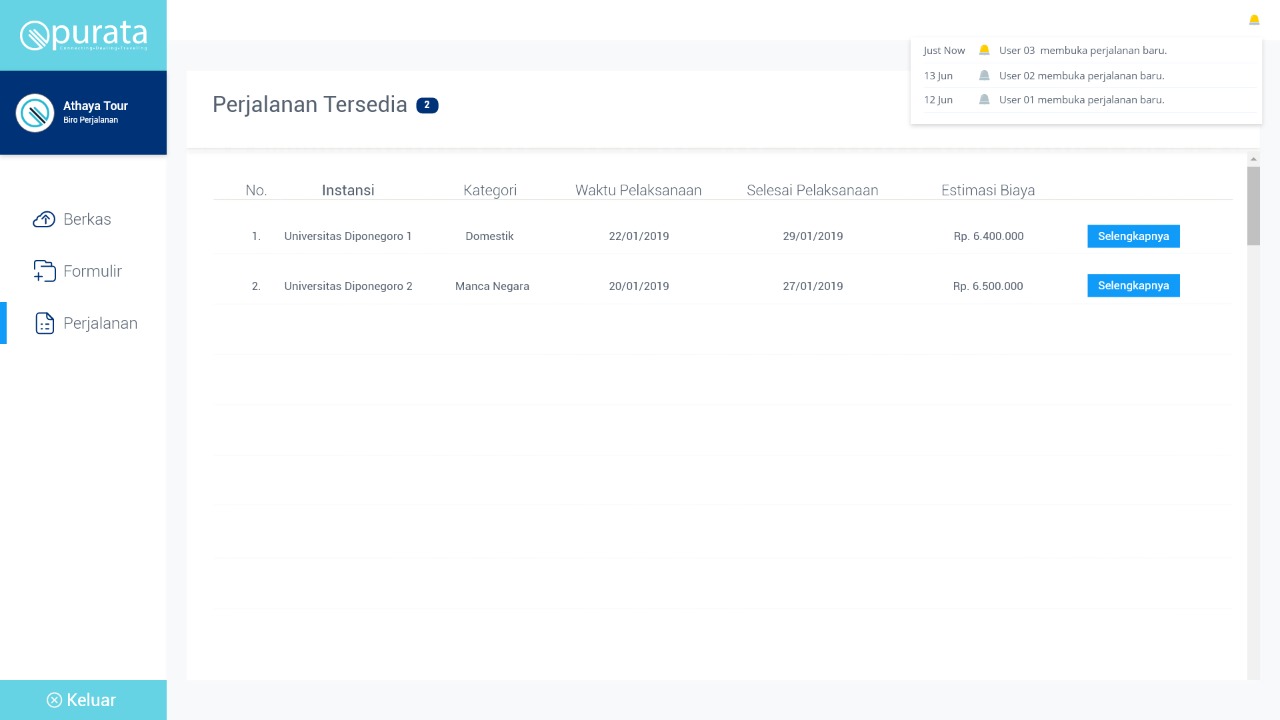 purata
Athaya Tour
Biro Perjalanan
Berkas
Formulir
Perjalanan
Keluar
Just Now User 03 membuka perjalanan baru.
13 Jun User 02 membuka perjalanan baru.
12 Jun User 01 membuka perjalanan baru.
Perjalanan Tersedia 2
No. Instansi Kategori Waktu Pelaksanaan Selesai Pelaksanaan Estimasi Biaya
1. Universitas Diponegoro 1 Domestik 22/01/2019 29/01/2019 Rp. 6.400.000 Selengkapnya
2. Universitas Diponegoro 2 Manca Negara 20/01/2019 27/01/2019 Rp. 6.500.000 Selengkapnya